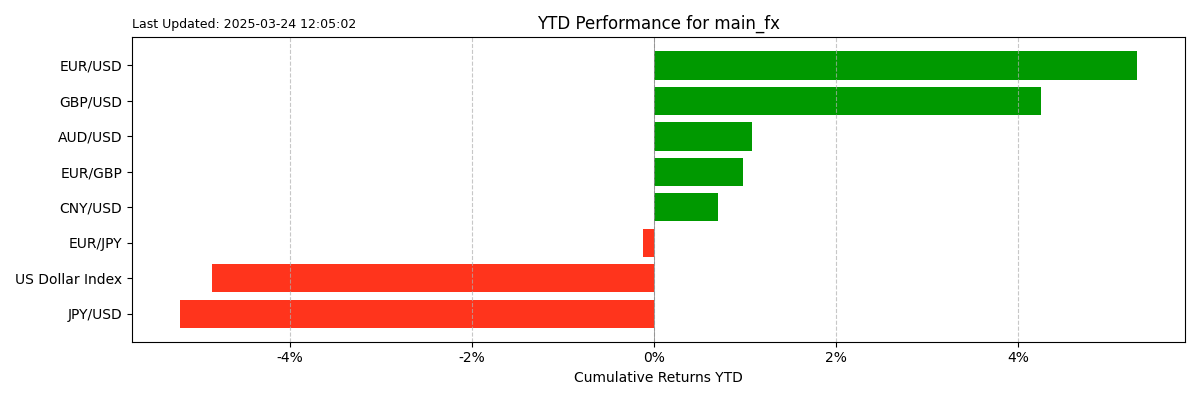 Last Updated: 2025-03-24 12:05:02
YTD Performance for main_fx
EUR/USD
GBP/USD
AUD/USD
EUR/GBP
CNY/USD
EUR/JPY
US Dollar Index
JPY/USD
-4% -2% 0% 2% 4%
Cumulative Returns YTD